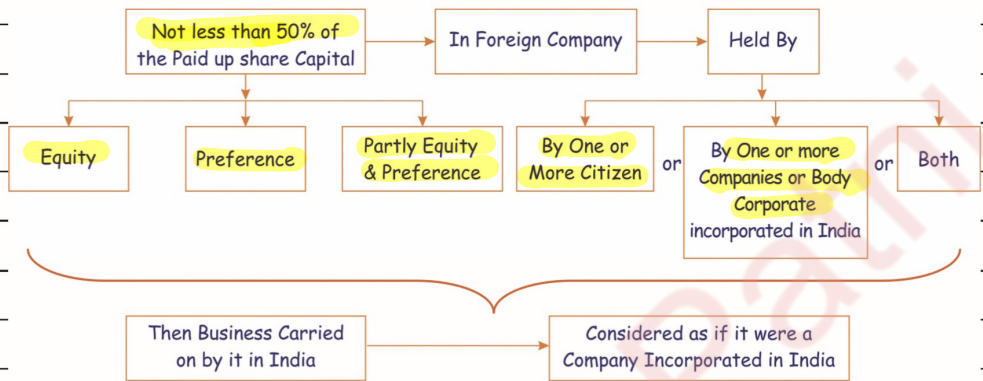 Not less than 50% of
the Paid up share Capital
In Foreign Company
Held By
Equity
Preference
Partly Equity
& Preference
By One or
More Citizen
or
By One or more
Companies or Body
Corporate
incorporated in India
or
Both
Then Business Carried
on by it in India
Considered as if it were a
Company Incorporated in India